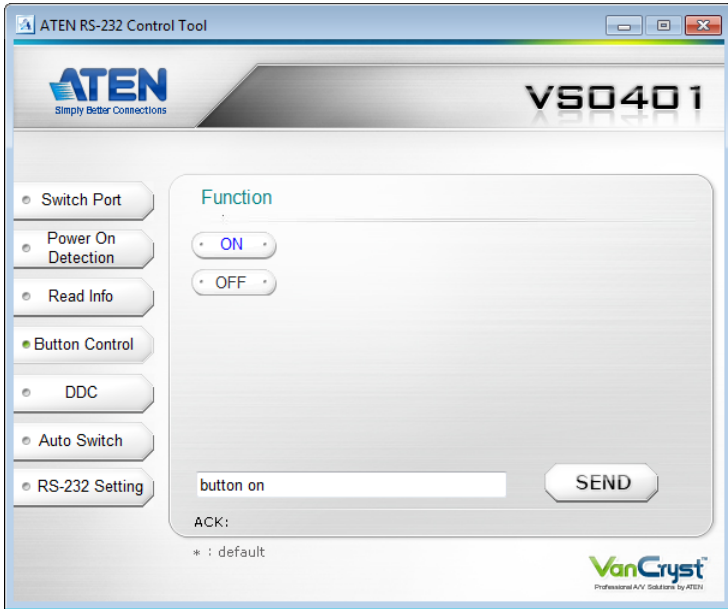 ATEN RS-232 Control Tool
ATEN
Simply Better Connections
VS0401
Switch Port
Power On
Detection
Read Info
Button Control
DDC
Auto Switch
RS-232 Setting
Function
ON
OFF
button on
SEND
ACK:
* : default
VanCryst™
Professional A/V Solutions by ATEN